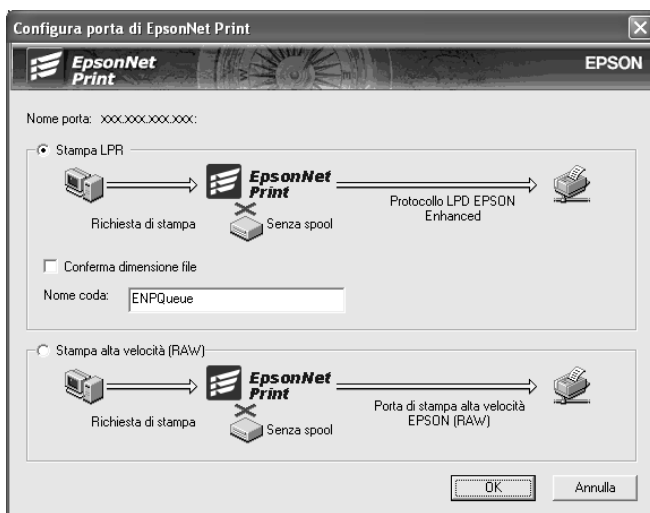 Configura porta di EpsonNet Print
EpsonNet
Print
EPSON
Nome porta: xxx.xxx.xxx.xxx:
Stampa LPR
EpsonNet
Print
Richiesta di stampa
Senza spool
Protocollo LPD EPSON
Enhanced
Conferma dimensione file
Nome coda: ENPQueue
Stampa alta velocità (RAW)
EpsonNet
Print
Richiesta di stampa
Senza spool
Porta di stampa alta velocità
EPSON (RAW)
OK Annulla